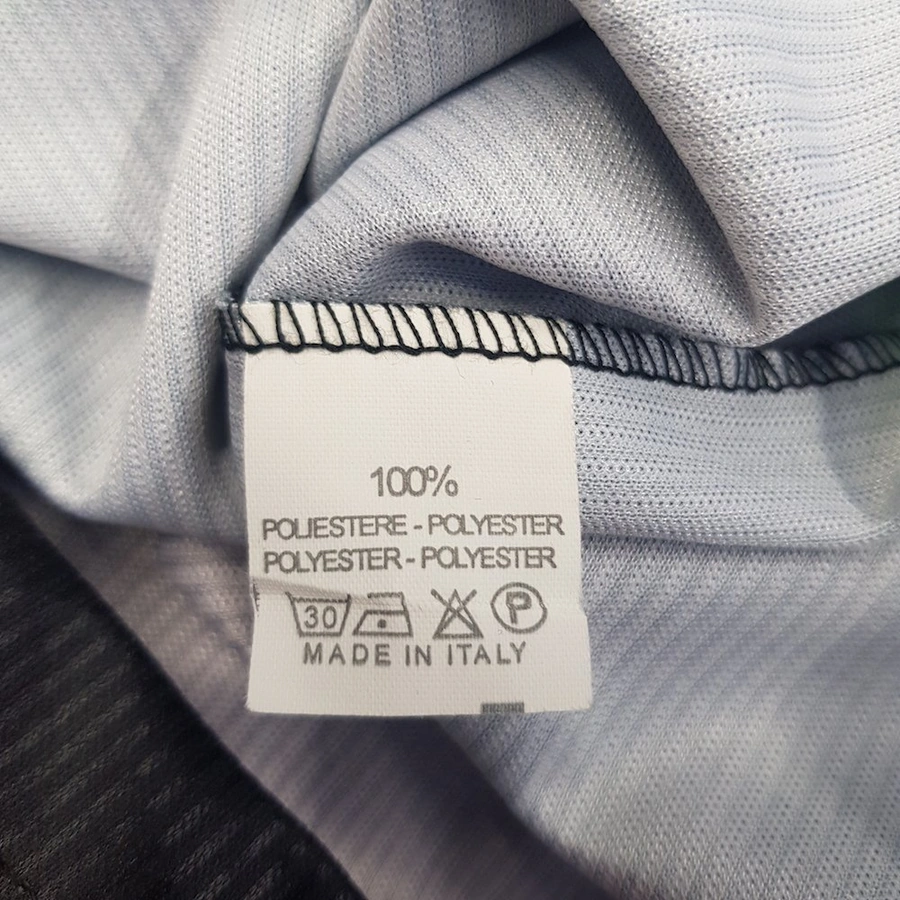 100%
POLIESTERE - POLYESTER
POLYESTER - POLYESTER
30 P
MADE IN ITALY